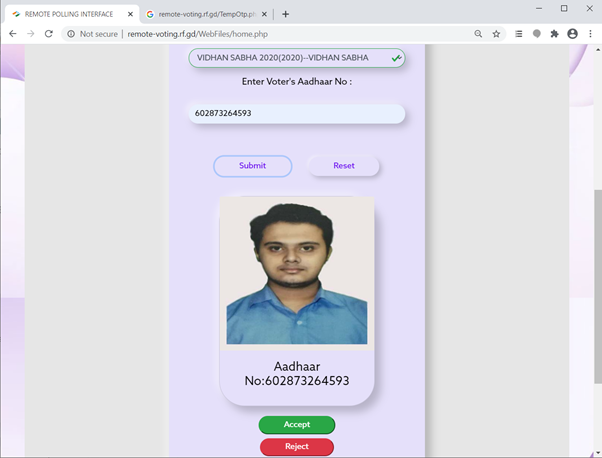 REMOTE POLLING INTERFACE
remote-voting.rf.gd/TempOtp.ph
Not secure | remote-voting.rf.gd/WebFiles/home.php
VIDHAN SABHA 2020(2020)--VIDHAN SABHA
Enter Voter's Aadhaar No :
602873264593
Submit Reset
Aadhaar
No:602873264593
Accept
Reject